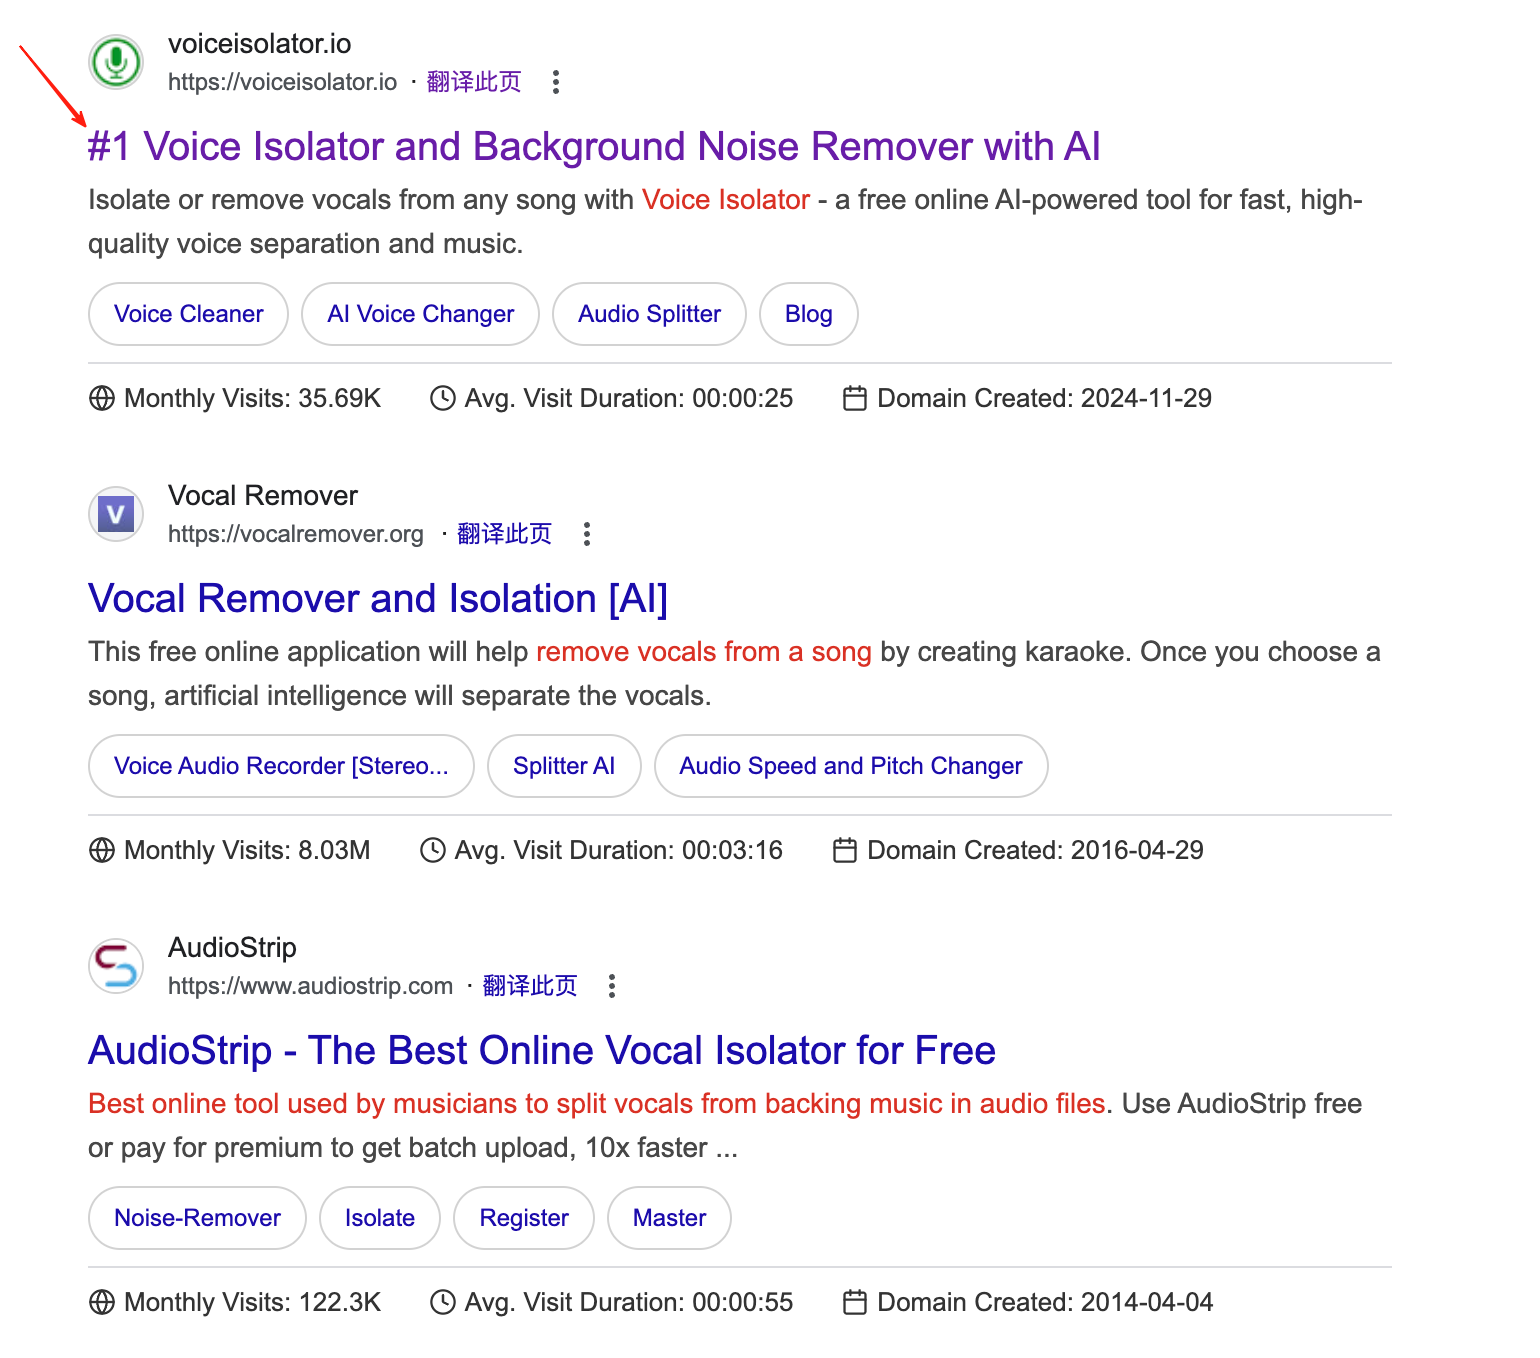 voiceisolator.io
https://voiceisolator.io · 翻译此页
#1 Voice Isolator and Background Noise Remover with AI
Isolate or remove vocals from any song with Voice Isolator - a free online AI-powered tool for fast, high-
quality voice separation and music.
Voice Cleaner AI Voice Changer Audio Splitter Blog
Monthly Visits: 35.69K Avg. Visit Duration: 00:00:25 Domain Created: 2024-11-29
V
Vocal Remover
https://vocalremover.org · 翻译此页
Vocal Remover and Isolation [AI]
This free online application will help remove vocals from a song by creating karaoke. Once you choose a
song, artificial intelligence will separate the vocals.
Voice Audio Recorder [Stereo... Splitter AI Audio Speed and Pitch Changer
Monthly Visits: 8.03M Avg. Visit Duration: 00:03:16 Domain Created: 2016-04-29
AudioStrip
https://www.audiostrip.com · 翻译此页
AudioStrip - The Best Online Vocal Isolator for Free
Best online tool used by musicians to split vocals from backing music in audio files. Use AudioStrip free
or pay for premium to get batch upload, 10x faster ...
Noise-Remover Isolate Register Master
Monthly Visits: 122.3K Avg. Visit Duration: 00:00:55 Domain Created: 2014-04-04